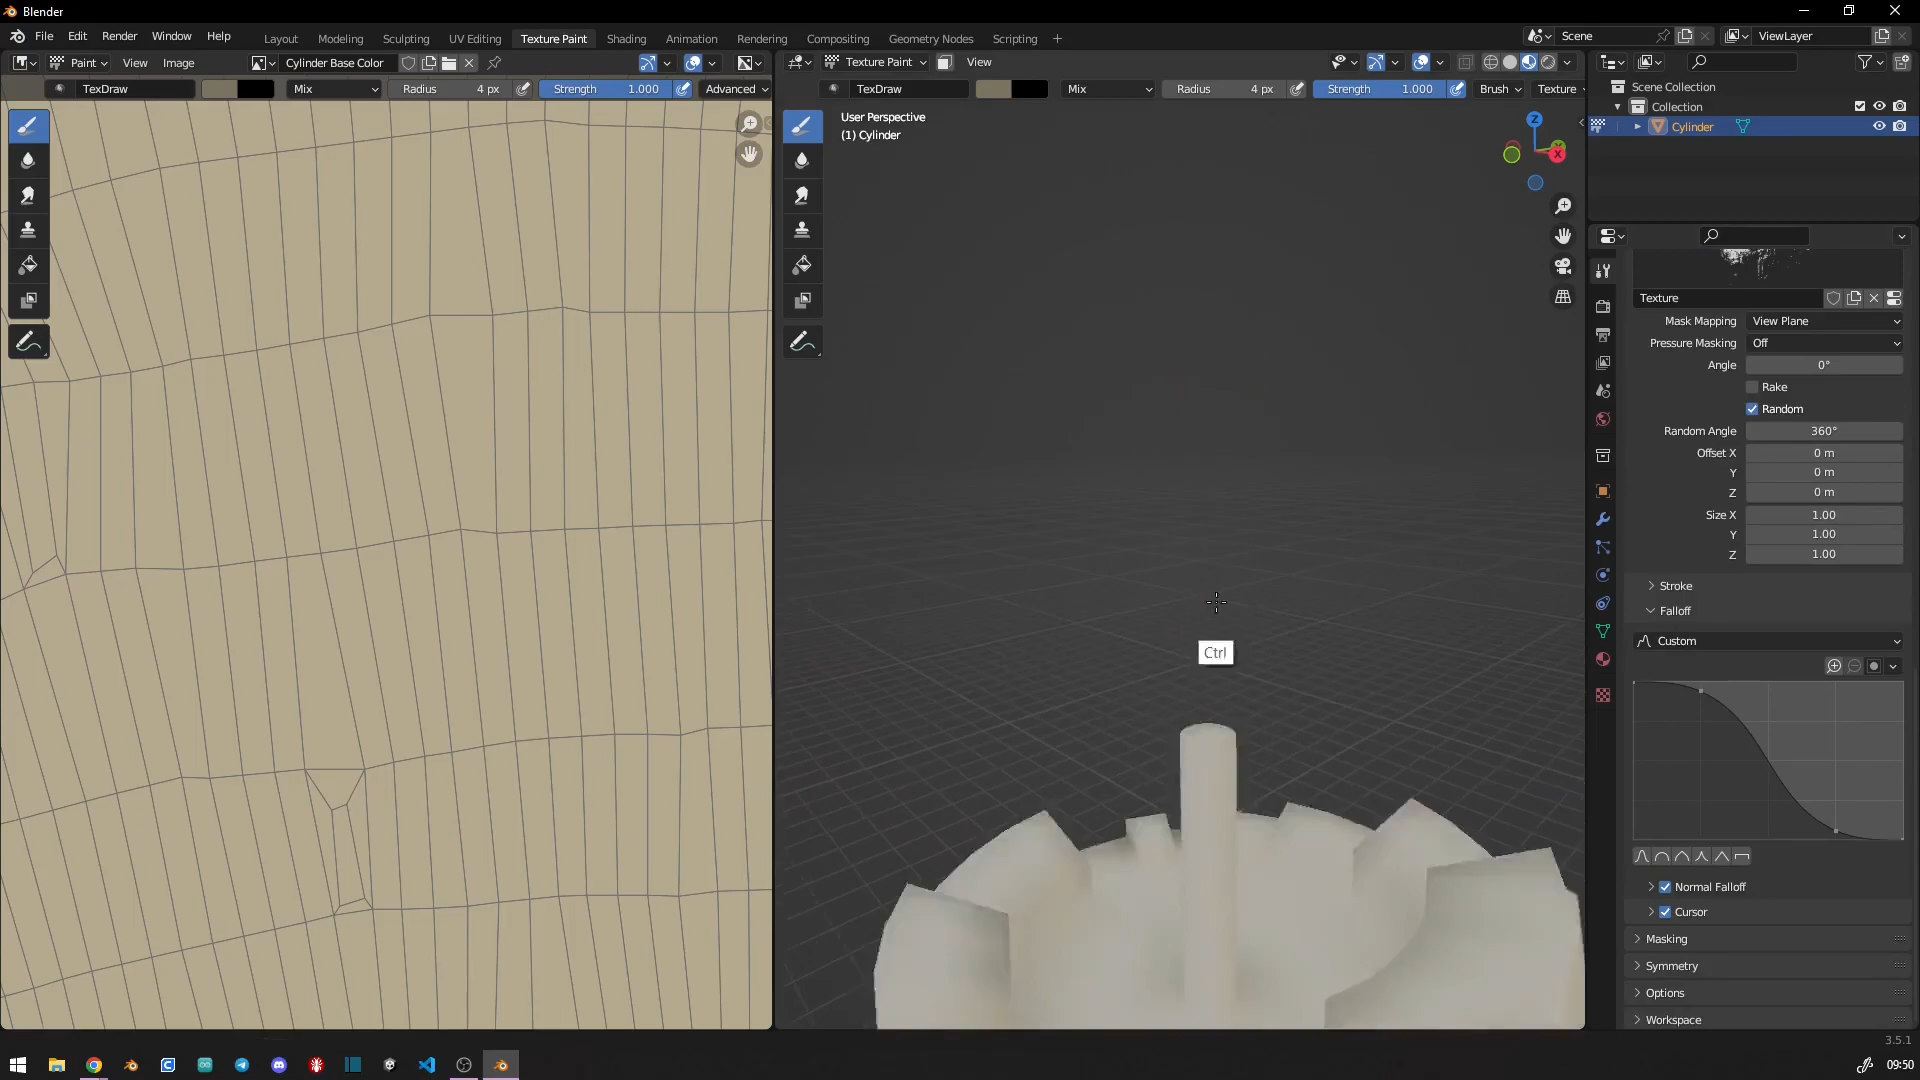 Blender
File Edit Render Window Help
Layout Modeling Sculpting UV Editing Texture Paint Shading Animation Rendering Compositing Geometry Nodes Scripting +
Scene ViewLayer
Paint View Image Cylinder Base Color
Texture Paint View
TexDraw Mix Radius 4 px Strength 1.000 Advanced
TexDraw Mix Radius 4 px Strength 1.000 Brush Texture
User Perspective
(1) Cylinder
Z
Y
X
Ctrl
Scene Collection
Collection
Cylinder
Texture
Mask Mapping View Plane
Pressure Masking Off
Angle 0°
Rake
Random
Random Angle 360°
Offset X 0 m
Y 0 m
Z 0 m
Size X 1.00
Y 1.00
Z 1.00
Stroke
Falloff
Custom
Normal Falloff
Cursor
Masking
Symmetry
Options
Workspace
3.5.1
09:50